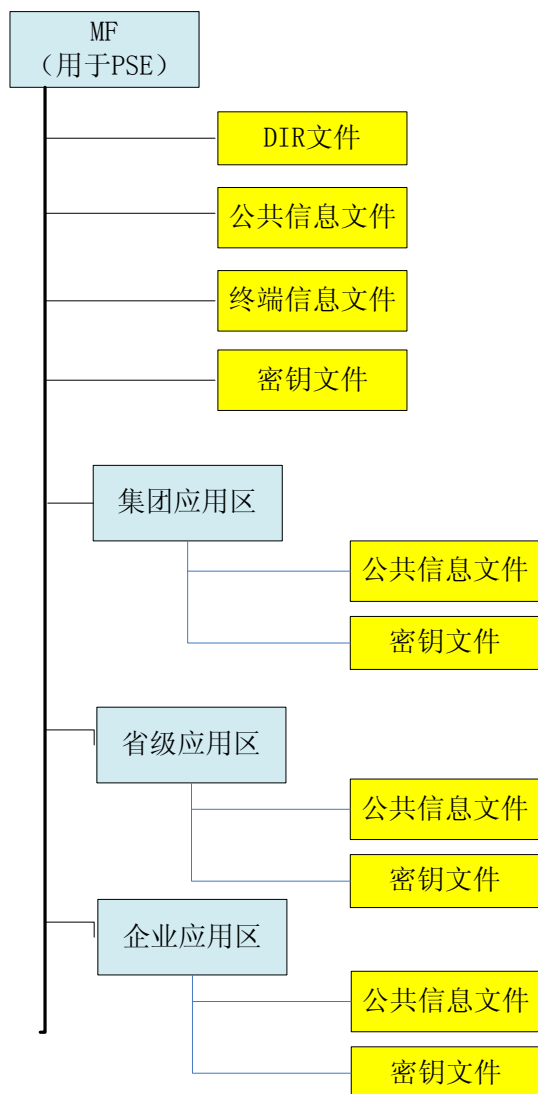 MF
（用于PSE）
DIR文件
公共信息文件
终端信息文件
密钥文件
集团应用区
公共信息文件
密钥文件
省级应用区
公共信息文件
密钥文件
企业应用区
公共信息文件
密钥文件